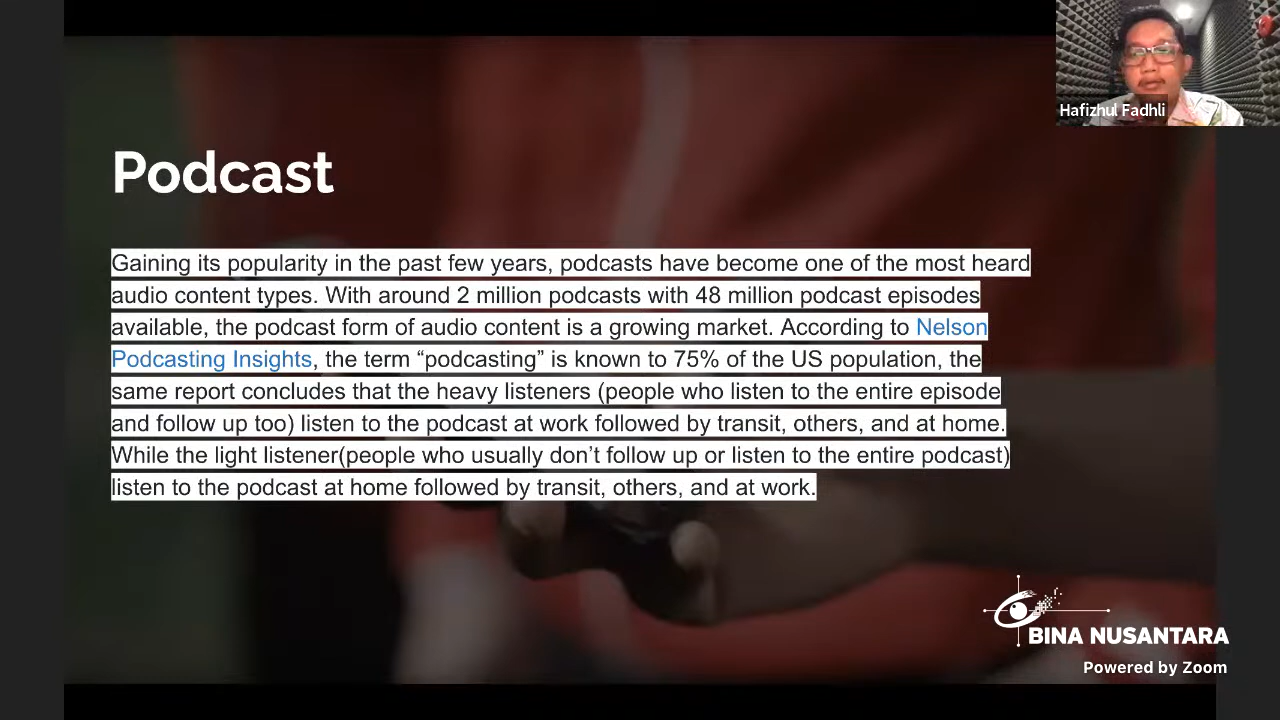 Hafizhul Fadhli
Podcast
Gaining its popularity in the past few years, podcasts have become one of the most heard
audio content types. With around 2 million podcasts with 48 million podcast episodes
available, the podcast form of audio content is a growing market. According to Nelson
Podcasting Insights, the term “podcasting” is known to 75% of the US population, the
same report concludes that the heavy listeners (people who listen to the entire episode
and follow up too) listen to the podcast at work followed by transit, others, and at home.
While the light listener(people who usually don’t follow up or listen to the entire podcast)
listen to the podcast at home followed by transit, others, and at work.
BINA NUSANTARA
Powered by Zoom